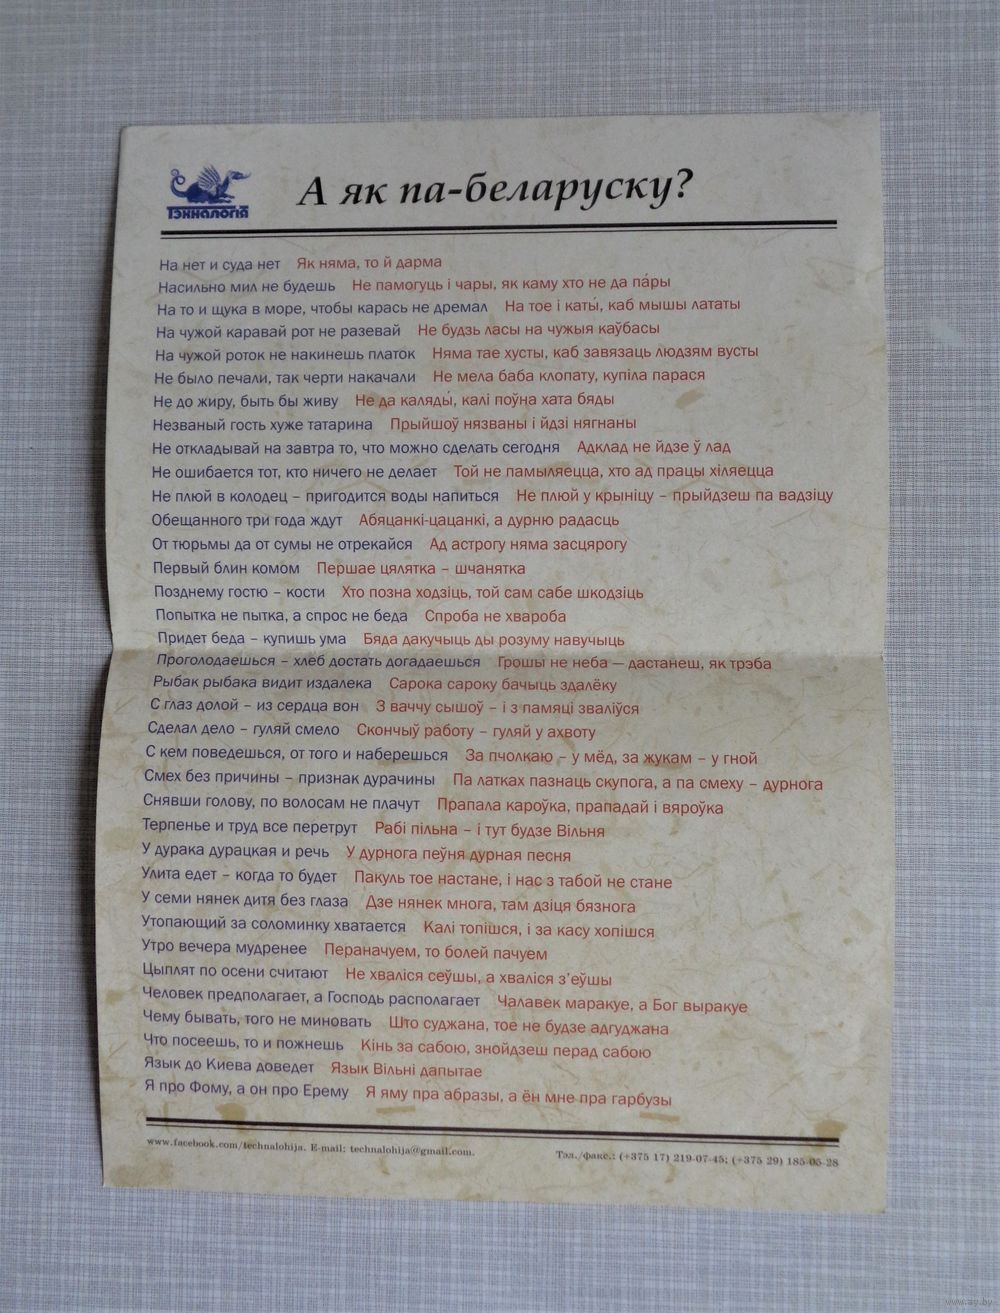 Тэхналогія
А як па-беларуску?
На нет и суда нет Як няма, то й дарма
Насильно мил не будешь Не памогуць і чары, як каму хто не да па́ры
На то и щука в море, чтобы карась не дремал На тое і каты́, каб мышы лататы
На чужой каравай рот не разевай Не будзь ласы на чужыя каўбасы
На чужой роток не накинешь платок Няма тае хусты, каб завязаць людзям вусты
Не было печали, так черти накачали Не мела баба клопату, купіла парася
Не до жиру, быть бы живу Не да каляды́, калі поўна хата бяды
Незваный гость хуже татарина Прыйшоў нязваны і йдзі нягнаны
Не откладывай на завтра то, что можно сделать сегодня Адклад не йдзе ў лад
Не ошибается тот, кто ничего не делает Той не памыляецца, хто ад працы хіляецца
Не плюй в колодец – пригодится воды напиться Не плюй у крыніцу – прыйдзеш па вадзіцу
Обещанного три года ждут Абяцанкі-цацанкі, а дурню радасць
От тюрьмы да от сумы не отрекайся Ад астрогу няма засцярогу
Первый блин комом Першае цялятка – шчанятка
Позднему гостю – кости Хто позна ходзіць, той сам сабе шкодзіць
Попытка не пытка, а спрос не беда Спроба не хвароба
Придет беда – купишь ума Бяда дакучыць ды розуму навучыць
Проголодаешься – хлеб достать догадаешься Грошы не неба — дастанеш, як трэба
Рыбак рыбака видит издалека Сарока сароку бачыць здалёку
С глаз долой – из сердца вон З ваччу сышоў – і з памяці зваліўся
Сделал дело – гуляй смело Скончыў работу – гуляй у ахвоту
С кем поведешься, от того и наберешься За пчолкаю – у мёд, за жукам – у гной
Смех без причины – признак дурачины Па латках пазнаць скупога, а па смеху – дурнога
Снявши голову, по волосам не плачут Прапала кароўка, прападай і вяроўка
Терпенье и труд все перетрут Рабі пільна – і тут будзе Вільня
У дурака дурацкая и речь У дурнога пеўня дурная песня
Улита едет – когда то будет Пакуль тое настане, і нас з табой не стане
У семи нянек дитя без глаза Дзе нянек многа, там дзіця бязнога
Утопающий за соломинку хватается Калі топішся, і за касу хопішся
Утро вечера мудренее Пераначуем, то болей пачуем
Цыплят по осени считают Не хваліся сеўшы, а хваліся з'еўшы
Человек предполагает, а Господь располагает Чалавек маракуе, а Бог выракуе
Чему бывать, того не миновать Што суджана, тое не будзе адгуджана
Что посеешь, то и пожнешь Кінь за сабою, знойдзеш перад сабою
Язык до Киева доведет Язык Вільні дапытае
Я про Фому, а он про Ерему Я яму пра абразы, а ён мне пра гарбузы
www.facebook.com/technalohija. E-mail: technalohija@gmail.com. Тэл./факс.: (+375 17) 219-07-45; (+375 29) 185-05-28
www.ay.by